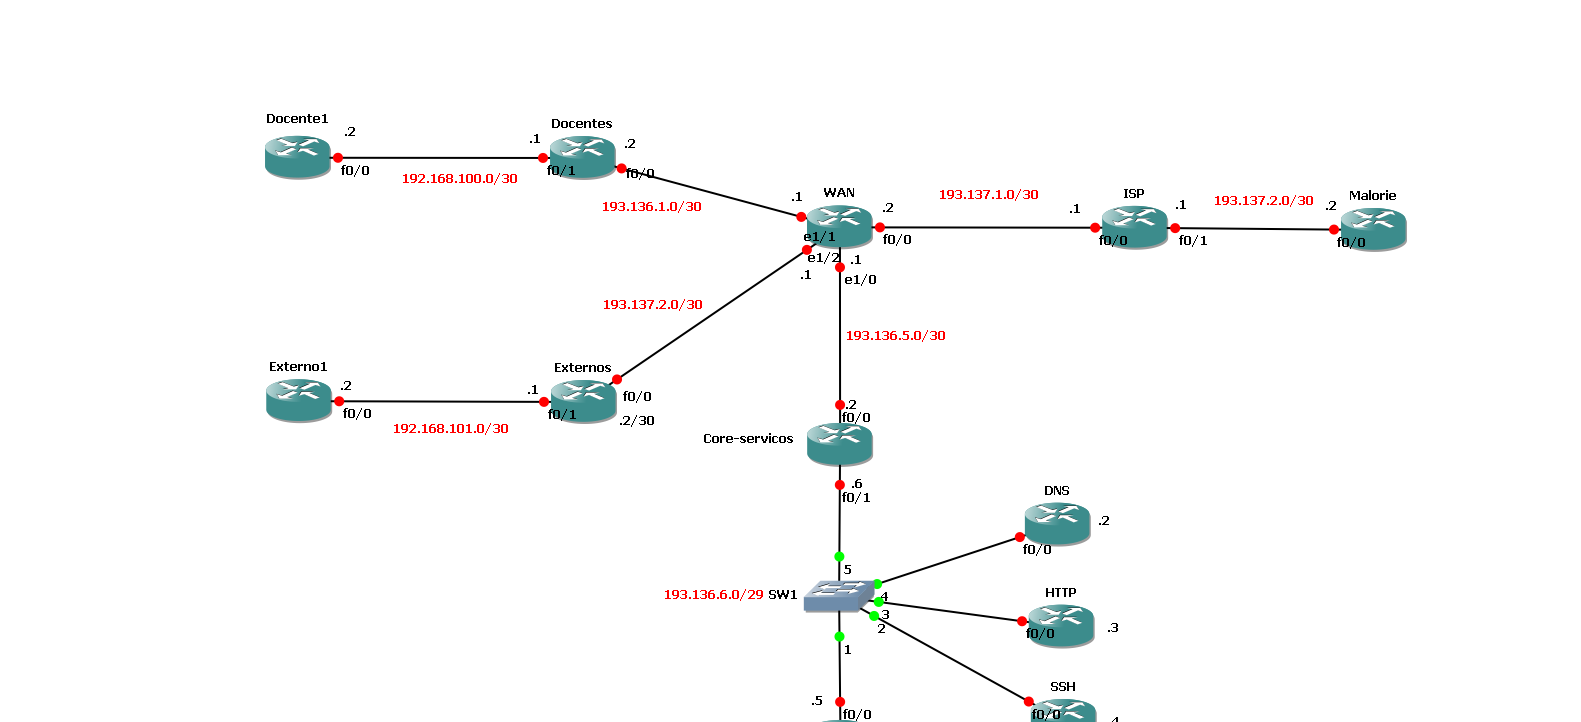 Docente1
.2
f0/0
192.168.100.0/30
.1
Docentes
f0/1
.2
f0/0
193.136.1.0/30
.1
WAN
e1/1
e1/2
.1
.2
f0/0
.1
e1/0
193.137.1.0/30
.1
ISP
f0/0
.1
f0/1
193.137.2.0/30
.2
Malorie
f0/0
193.137.2.0/30
193.136.5.0/30
Externo1
.2
f0/0
192.168.101.0/30
.1
Externos
f0/1
f0/0
.2/30
.2
f0/0
Core-servicos
.6
f0/1
DNS
.2
f0/0
5
193.136.6.0/29
SW1
4
3
2
1
HTTP
.3
f0/0
SSH
f0/0
.4
.5
f0/0